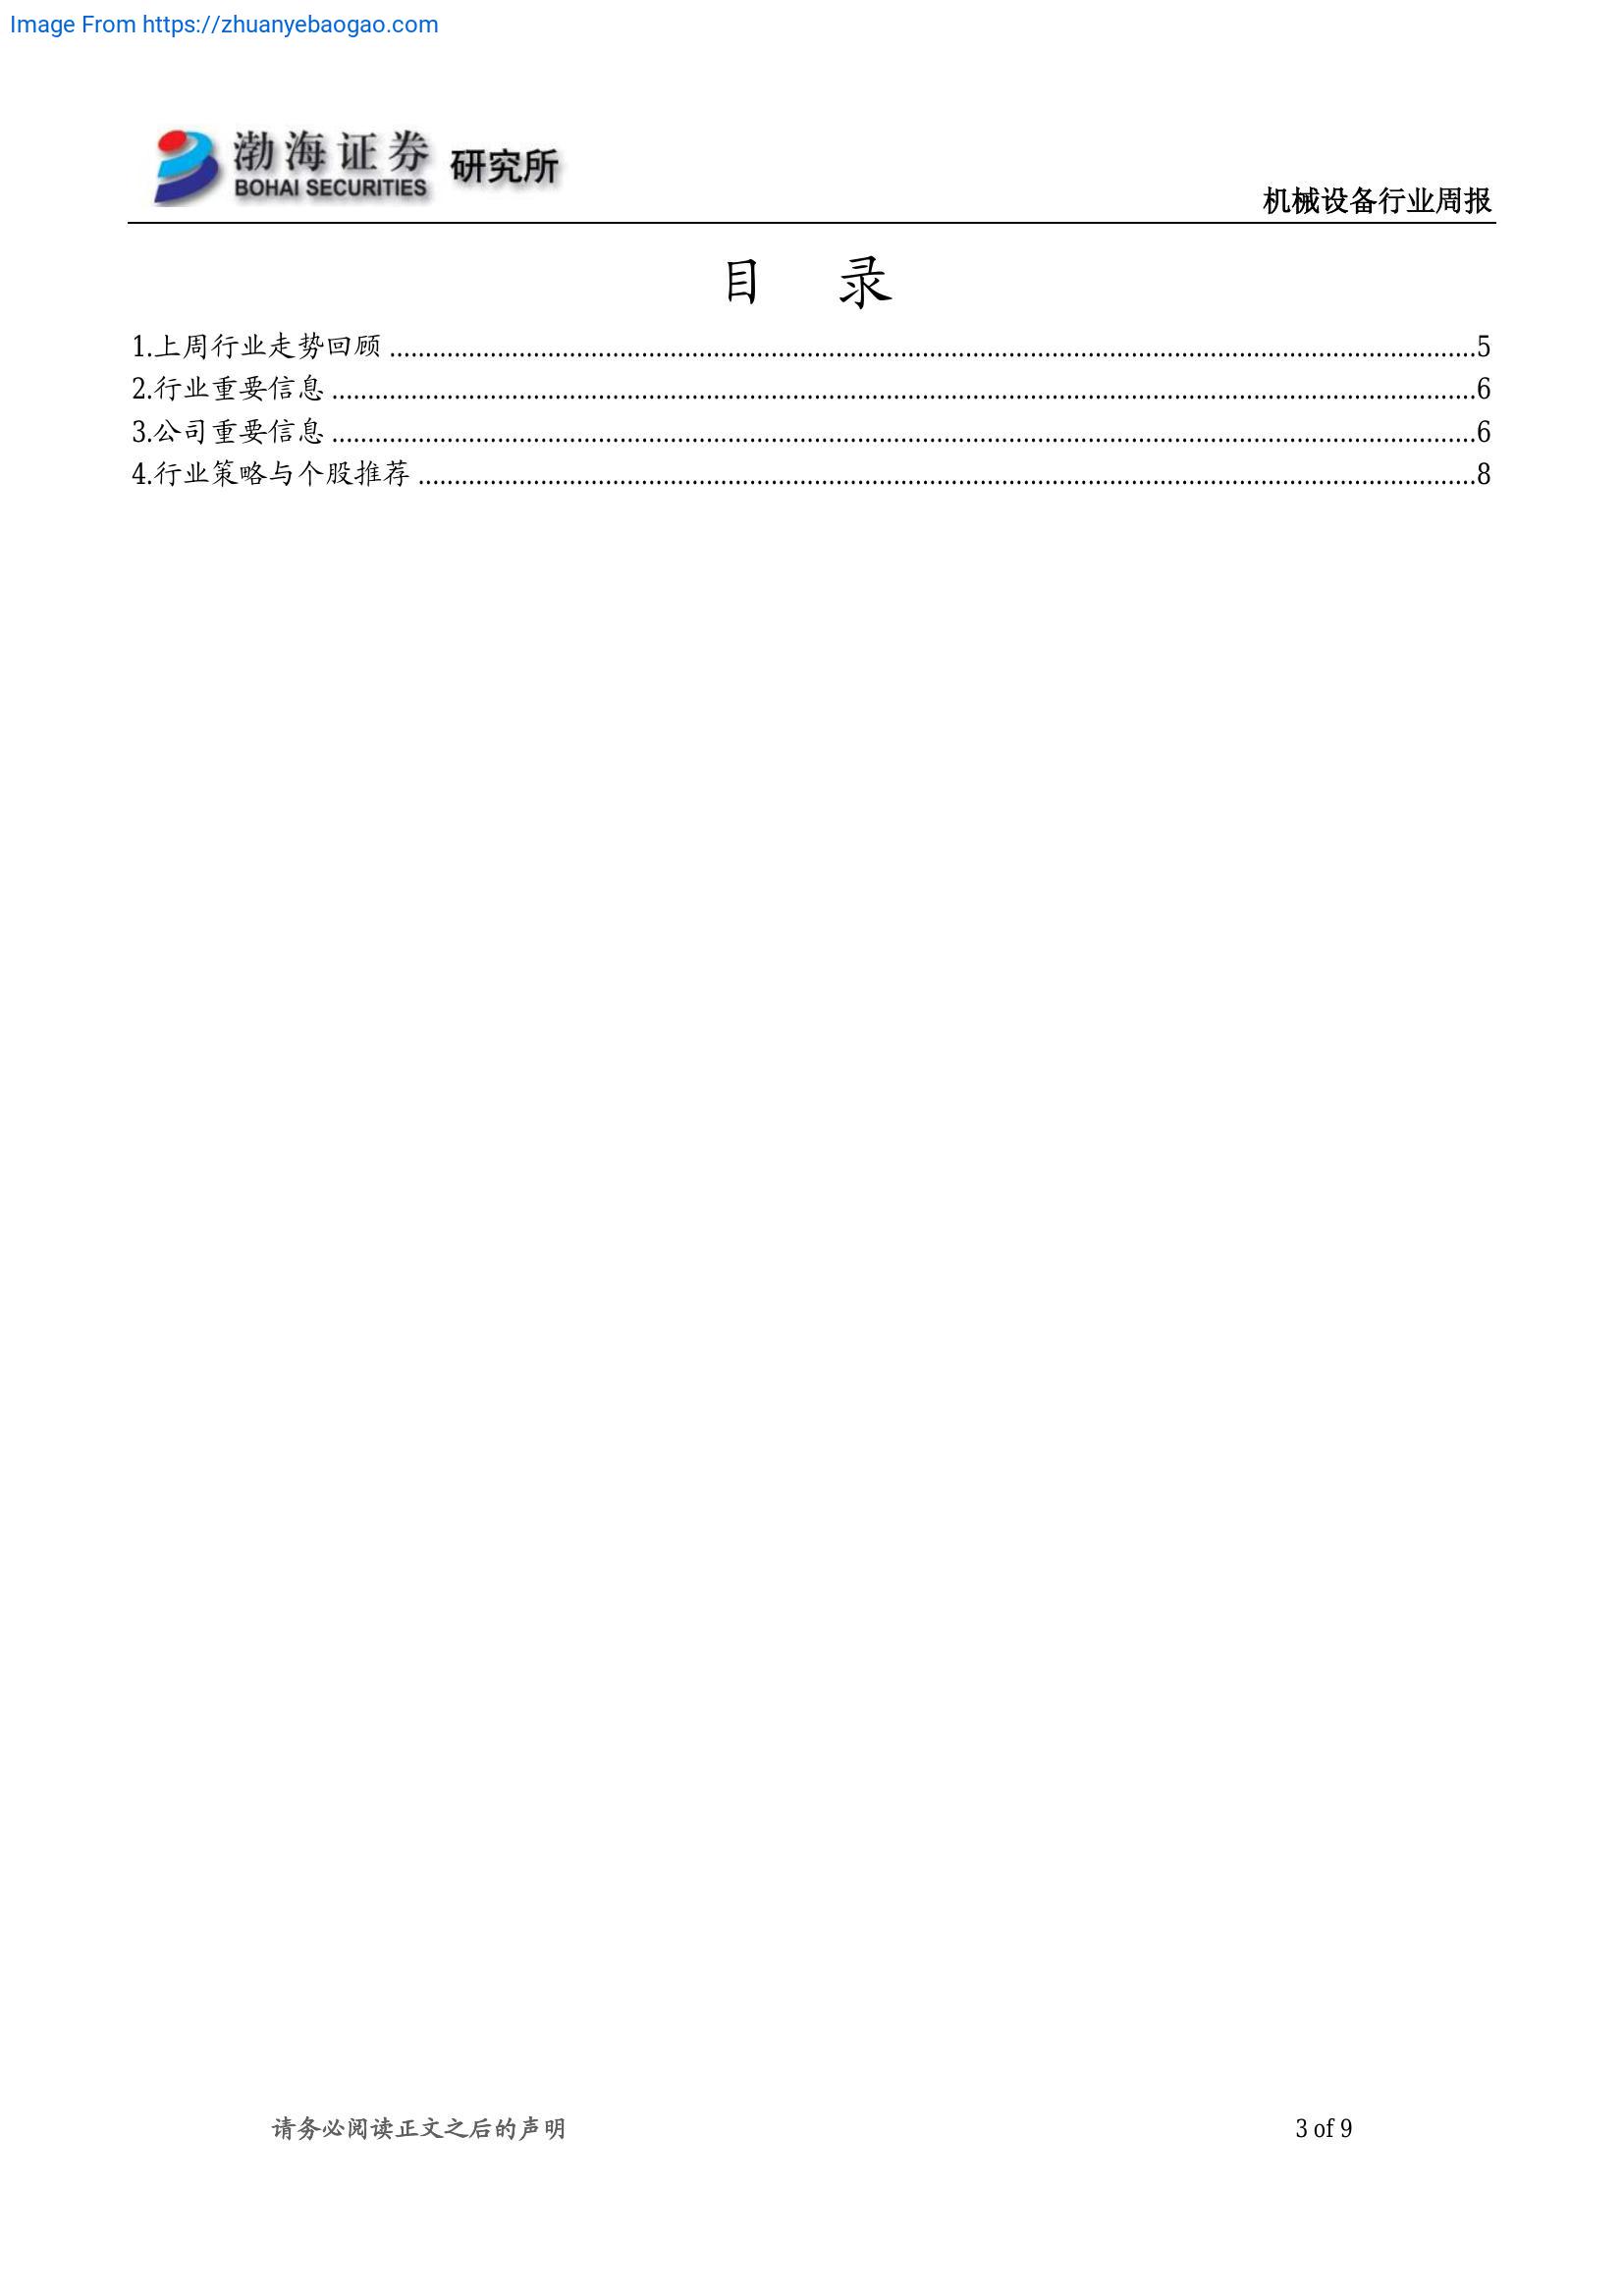 Image From https://zhuanyebaogao.com
渤海证券 研究所
BOHAI SECURITIES
机械设备行业周报
目 录
1.上周行业走势回顾 ................................................................ 5
2.行业重要信息 ................................................................ 6
3.公司重要信息 ................................................................ 6
4.行业策略与个股推荐 ................................................................ 8
请务必阅读正文之后的声明 3 of 9